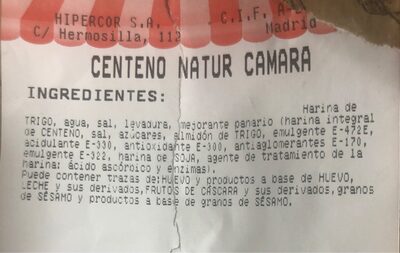 HIPERCOR S.A. C.I.F. A-2
C/ Hermosilla, 112 Madrid
CENTENO NATUR CAMARA
INGREDIENTES:
Harina de
TRIGO, agua, sal, levadura, mejorante panario (harina integral
de CENTENO, sal, azúcares, almidón de TRIGO, emulgente E-472E,
acidulante E-330, antioxidante E-300, antiaglomerantes E-170,
emulgente E-322, harina de SOJA, agente de tratamiento de la
harina: ácido ascórpico y enzimas).
Puede contener trazas de:HUEVO y productos a base de HUEVO,
LECHE y sus derivados,FRUTOS DE CÁSCARA y sus derivados,granos
de SÉSAMO y productos a base de granos de SÉSAMO.